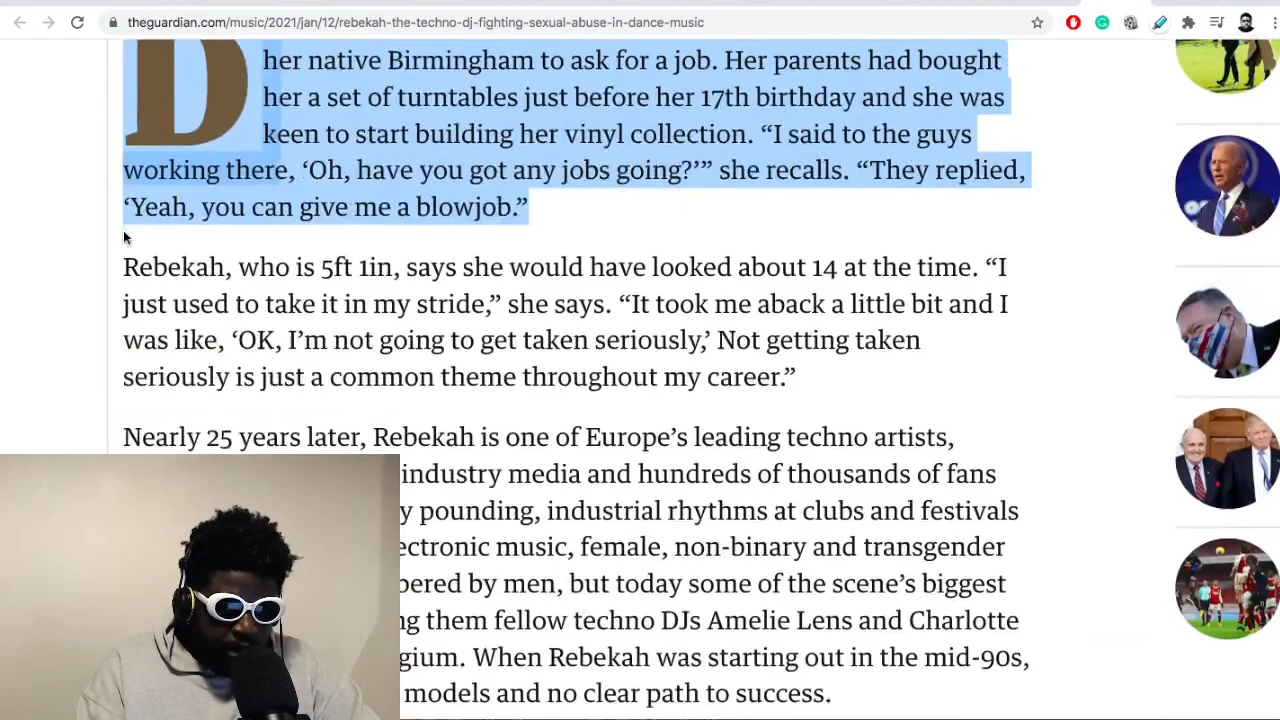 theguardian.com/music/2021/jan/12/rebekah-the-techno-dj-fighting-sexual-abuse-in-dance-music
D her native Birmingham to ask for a job. Her parents had bought
her a set of turntables just before her 17th birthday and she was
keen to start building her vinyl collection. “I said to the guys
working there, ‘Oh, have you got any jobs going?’” she recalls. “They replied,
‘Yeah, you can give me a blowjob.”
Rebekah, who is 5ft 1in, says she would have looked about 14 at the time. “I
just used to take it in my stride,” she says. “It took me aback a little bit and I
was like, ‘OK, I’m not going to get taken seriously,’ Not getting taken
seriously is just a common theme throughout my career.”
Nearly 25 years later, Rebekah is one of Europe’s leading techno artists,
industry media and hundreds of thousands of fans
y pounding, industrial rhythms at clubs and festivals
ectronic music, female, non-binary and transgender
bered by men, but today some of the scene’s biggest
ng them fellow techno DJs Amelie Lens and Charlotte
gium. When Rebekah was starting out in the mid-90s,
models and no clear path to success.